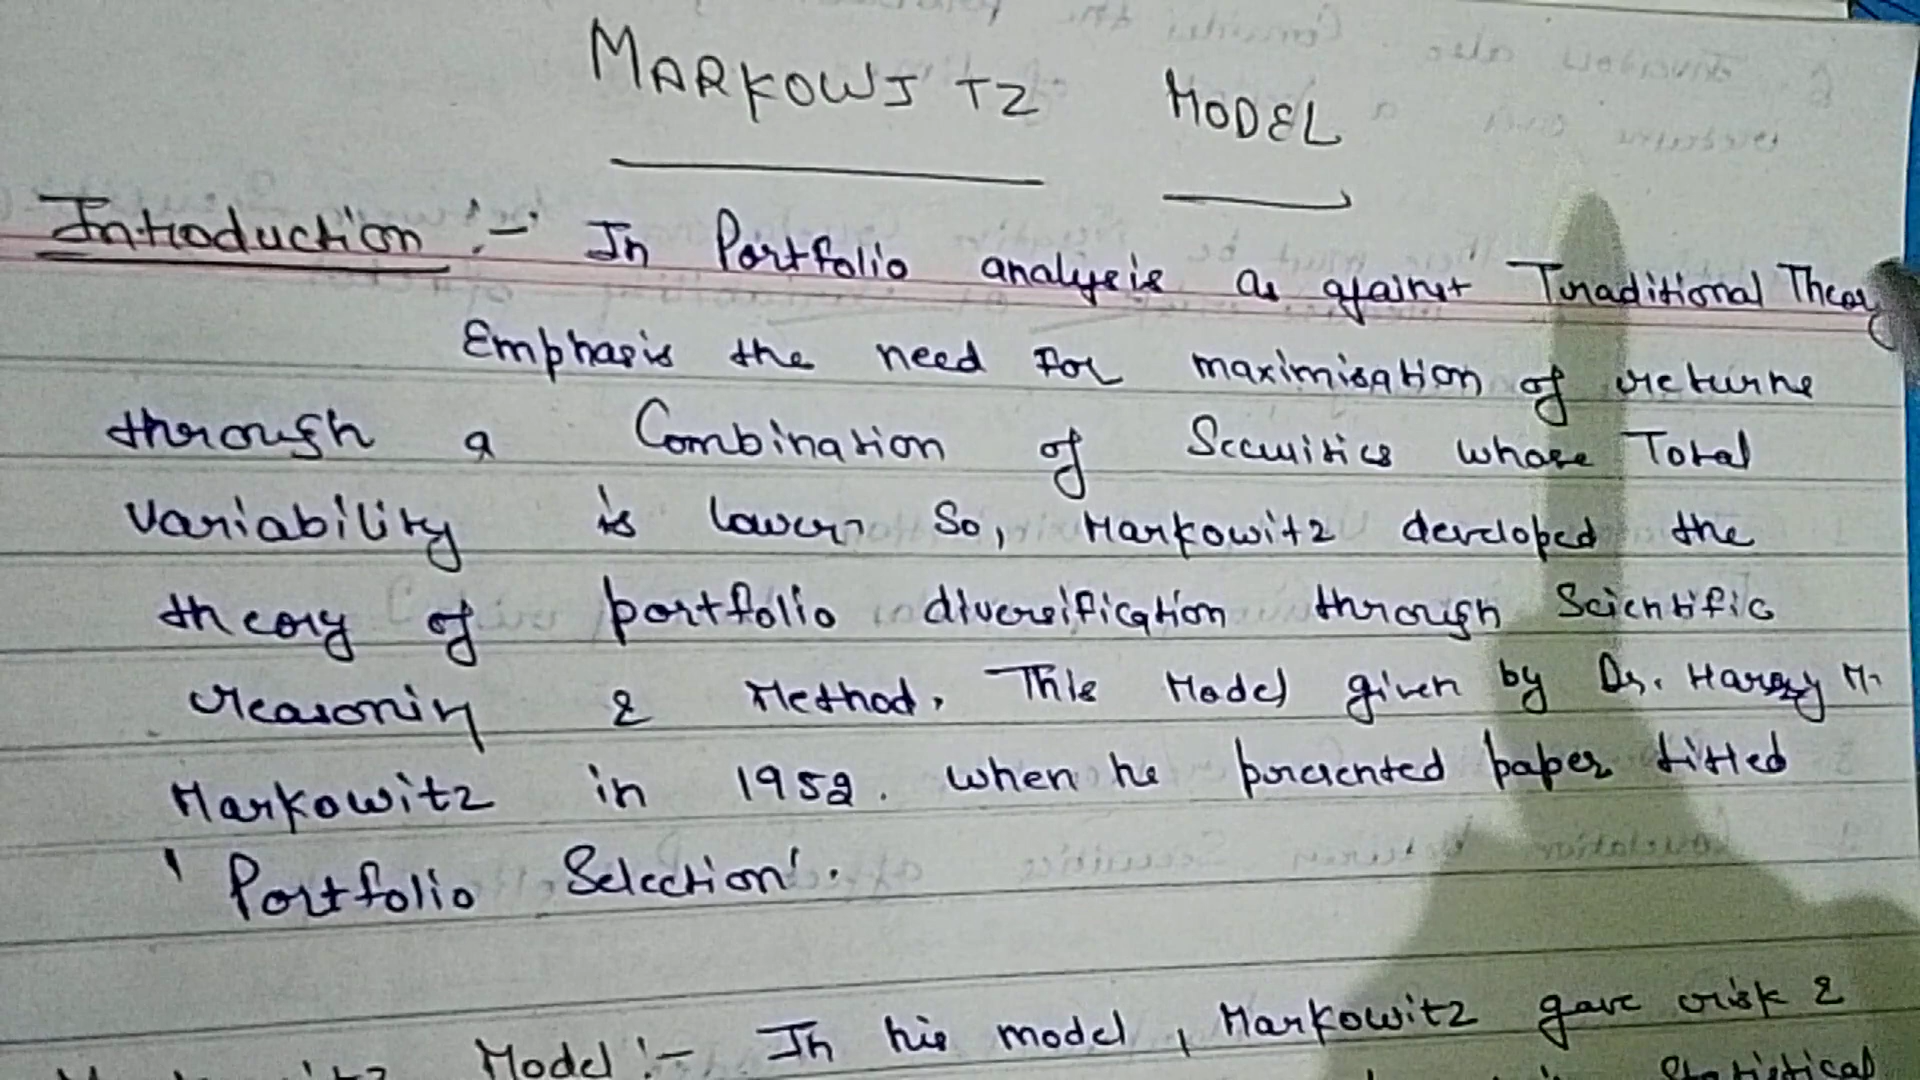 MARKOWITZ MODEL
Introduction :- In Portfolio analysis as against Traditional Theory
Emphasis the need for maximisation of returns
through a Combination of Securities whose Total
variability is lower. So, Markowitz developed the
theory of portfolio diversification through Scientific
reasoning & Method. This Model given by Dr. Harry M.
Markowitz in 1952. When he presented paper titled
'Portfolio Selection'.
Model :- In his model, Markowitz gave risk &
Statistical